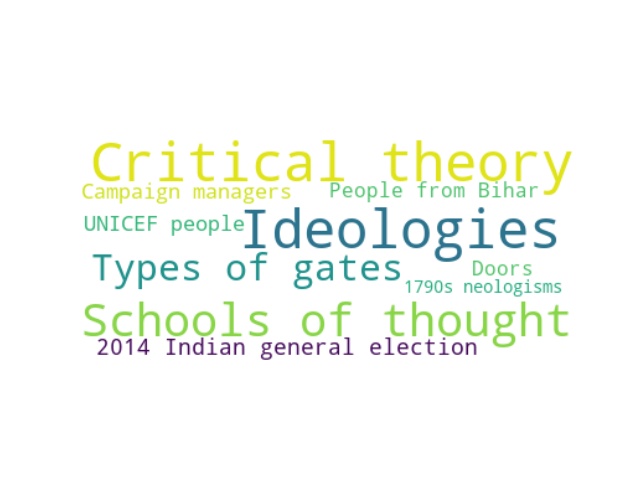 Critical theory
Campaign managers
People from Bihar
UNICEF people
Ideologies
Types of gates
Doors
1790s neologisms
Schools of thought
2014 Indian general election